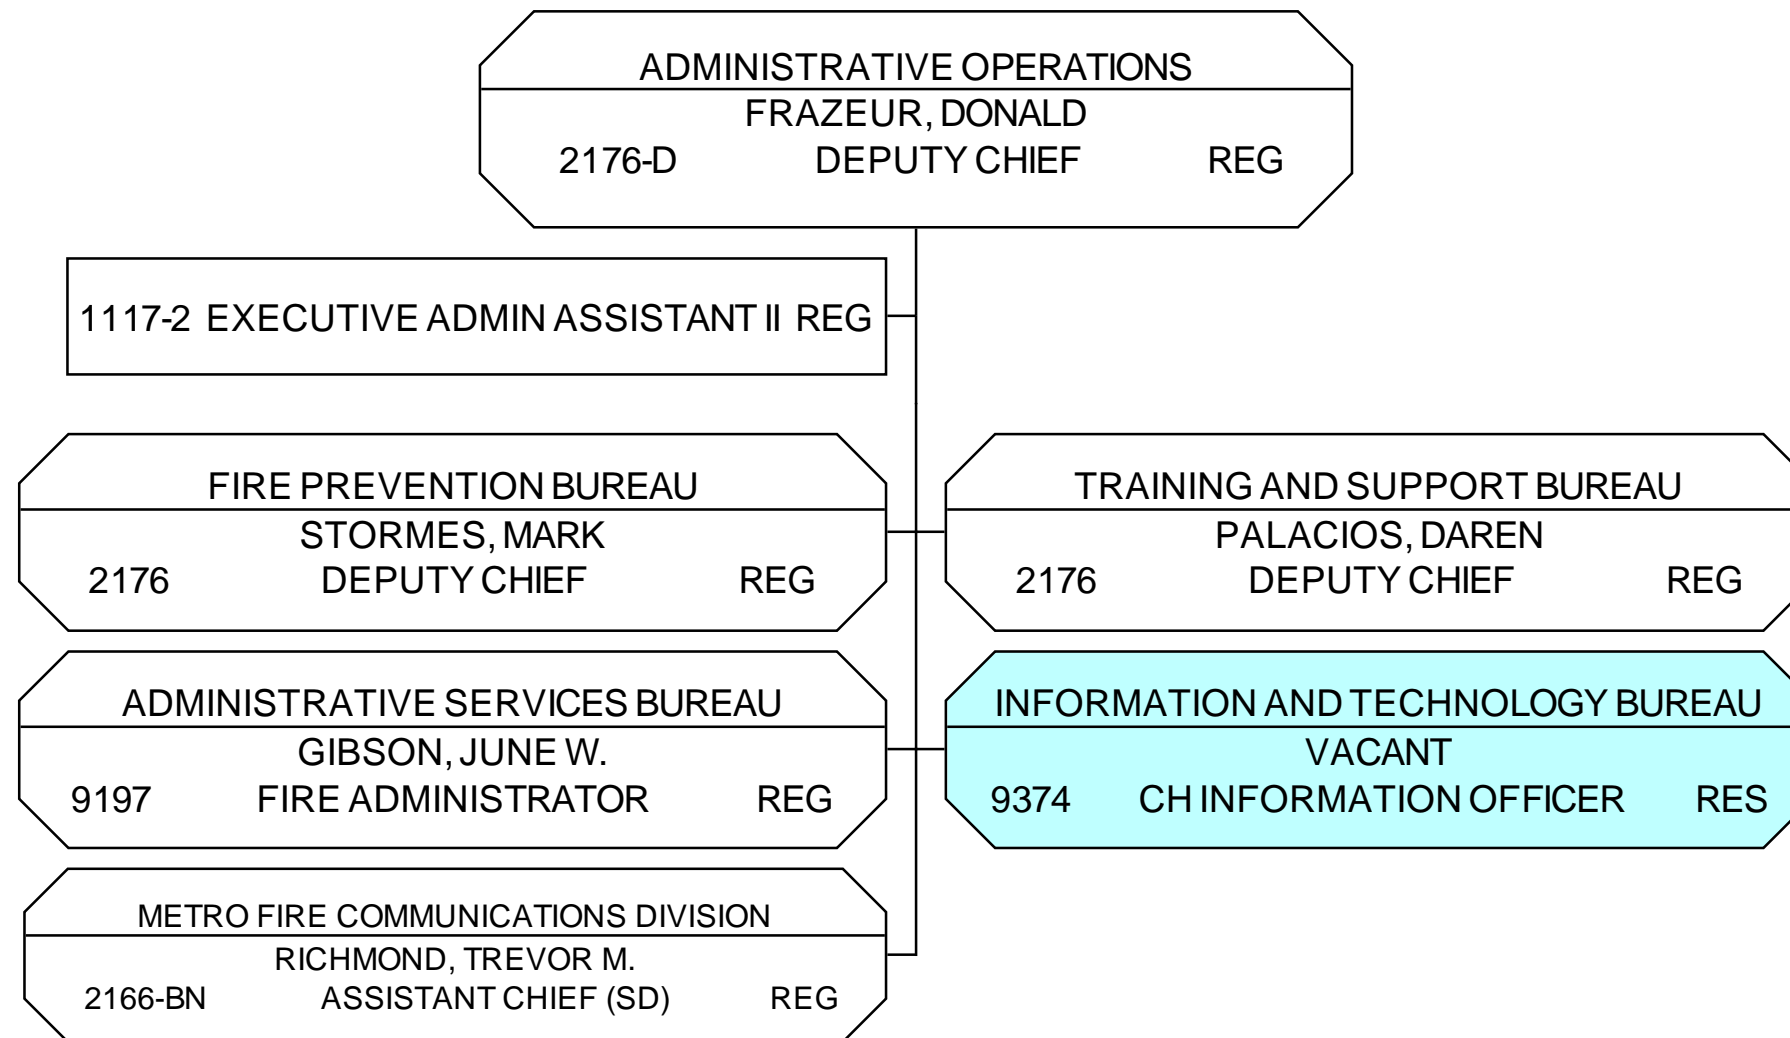 ADMINISTRATIVE OPERATIONS
FRAZEUR, DONALD
2176-D DEPUTY CHIEF REG
1117-2 EXECUTIVE ADMIN ASSISTANT II REG
FIRE PREVENTION BUREAU
STORMES, MARK
2176 DEPUTY CHIEF REG
TRAINING AND SUPPORT BUREAU
PALACIOS, DAREN
2176 DEPUTY CHIEF REG
ADMINISTRATIVE SERVICES BUREAU
GIBSON, JUNE W.
9197 FIRE ADMINISTRATOR REG
INFORMATION AND TECHNOLOGY BUREAU
VACANT
9374 CH INFORMATION OFFICER RES
METRO FIRE COMMUNICATIONS DIVISION
RICHMOND, TREVOR M.
2166-BN ASSISTANT CHIEF (SD) REG